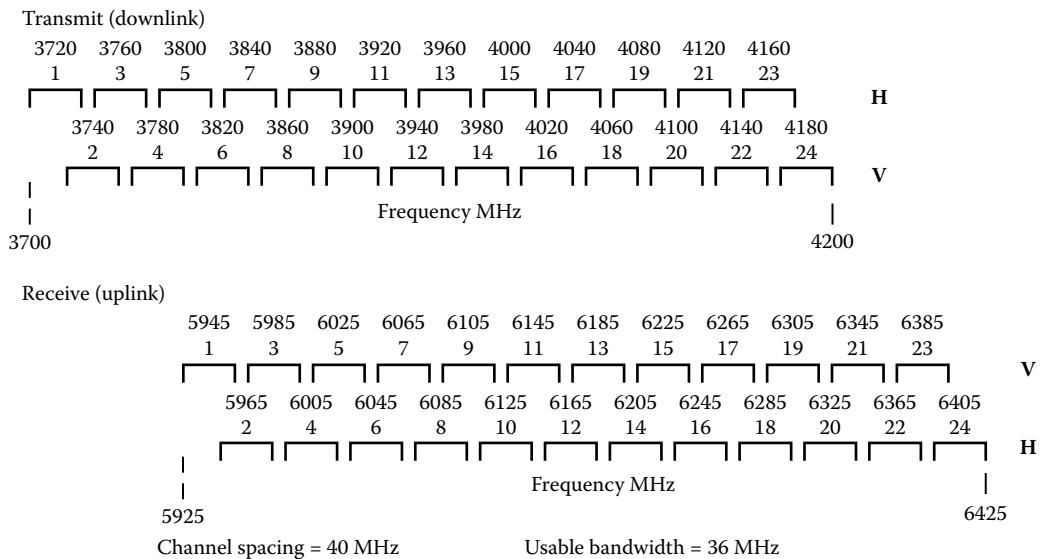 Transmit (downlink)
3720 3760 3800 3840 3880 3920 3960 4000 4040 4080 4120 4160
1 3 5 7 9 11 13 15 17 19 21 23
H
3740 3780 3820 3860 3900 3940 3980 4020 4060 4100 4140 4180
2 4 6 8 10 12 14 16 18 20 22 24
V
Frequency MHz
3700 4200
Receive (uplink)
5945 5985 6025 6065 6105 6145 6185 6225 6265 6305 6345 6385
1 3 5 7 9 11 13 15 17 19 21 23
V
5965 6005 6045 6085 6125 6165 6205 6245 6285 6325 6365 6405
2 4 6 8 10 12 14 16 18 20 22 24
H
Frequency MHz
5925 6425
Channel spacing = 40 MHz Usable bandwidth = 36 MHz